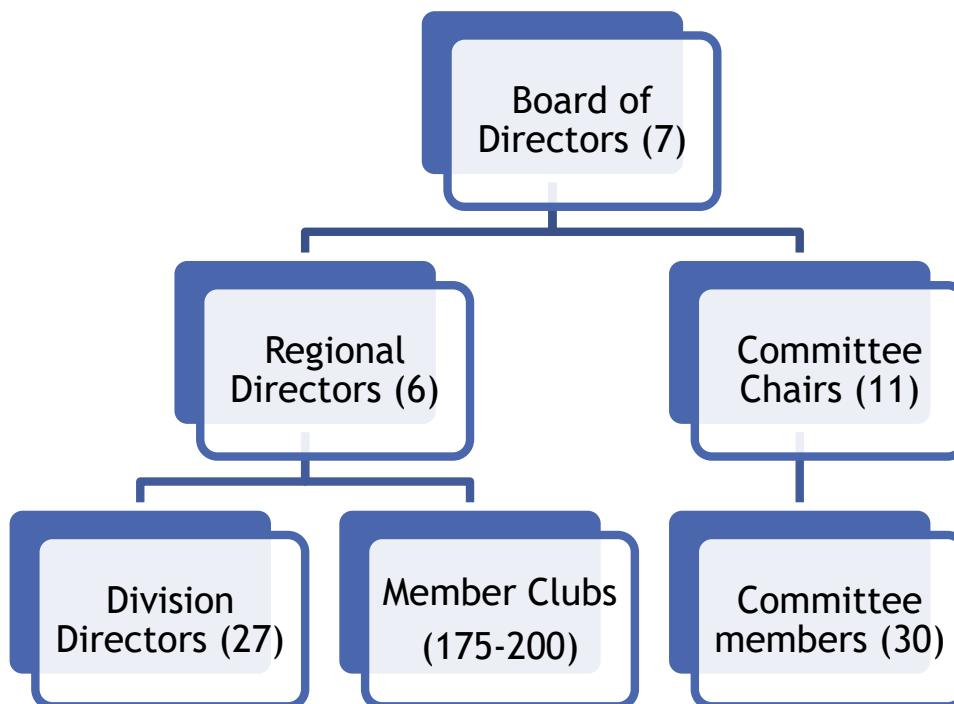 Board of
Directors (7)
Regional
Directors (6)
Committee
Chairs (11)
Division
Directors (27)
Member Clubs
(175-200)
Committee
members (30)